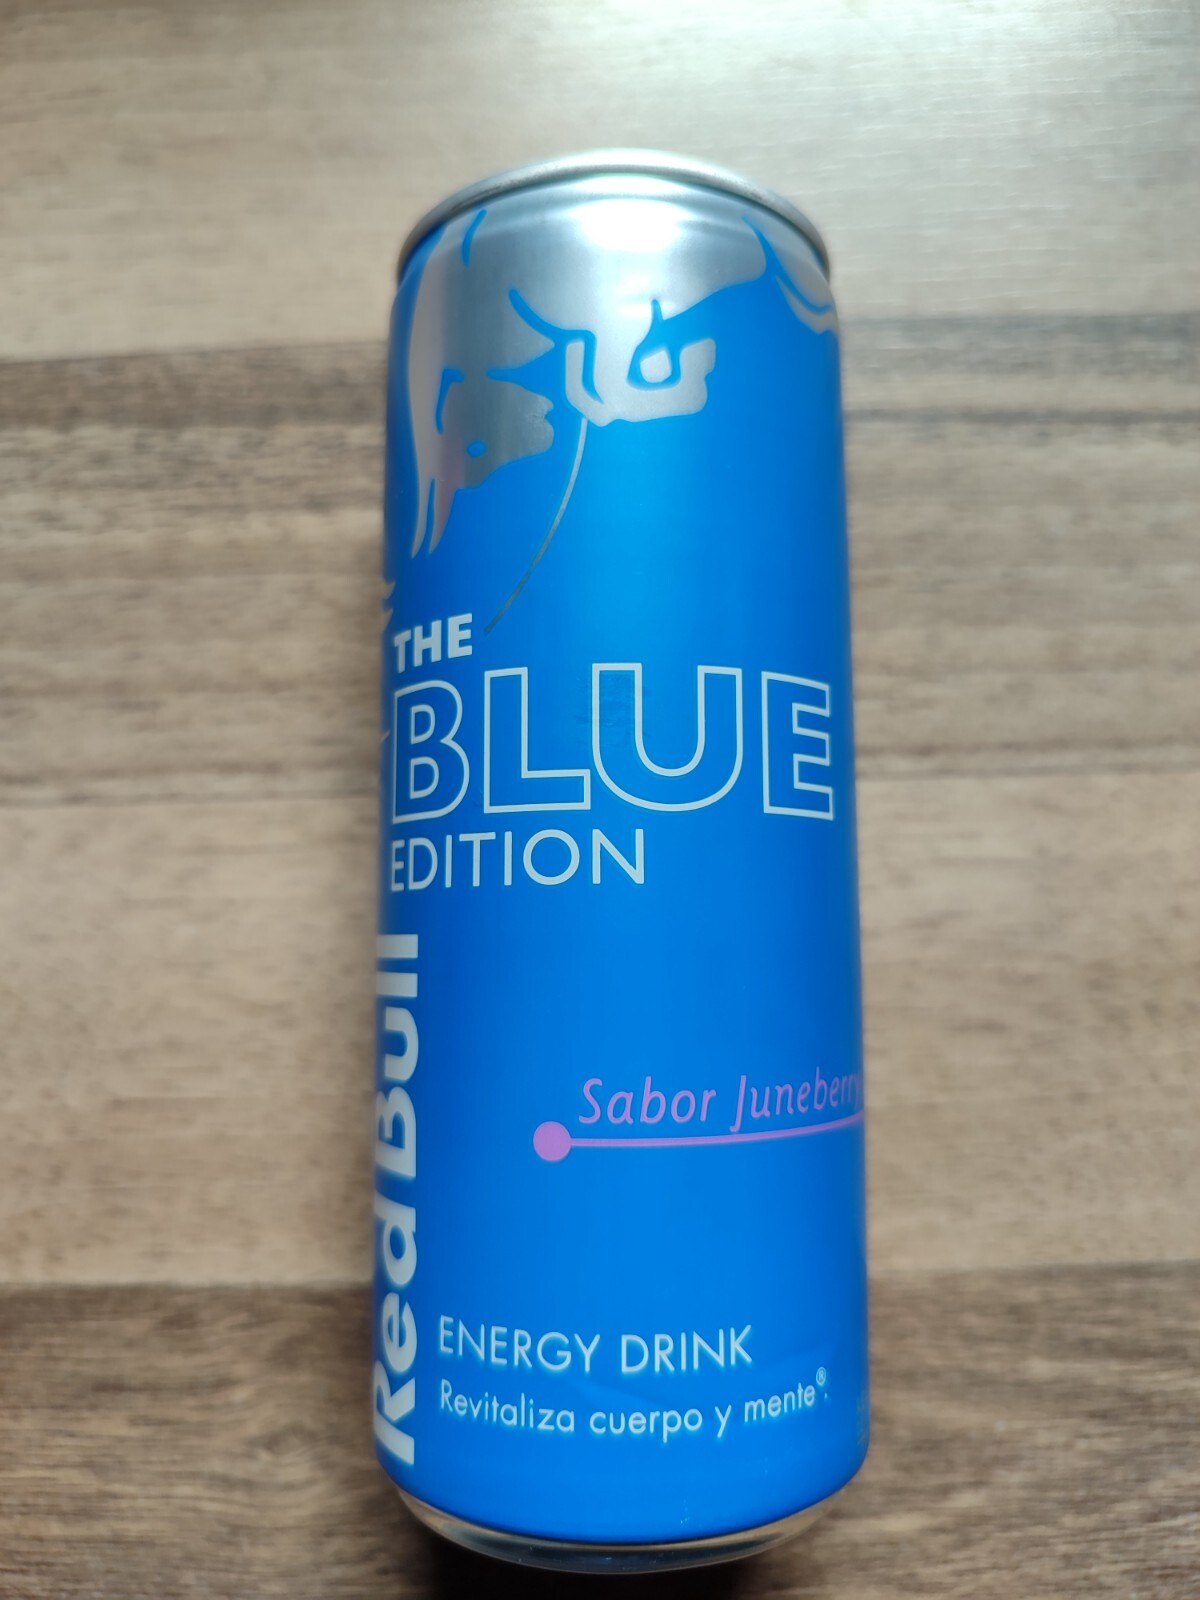 THE
BLUE
EDITION
Red Bull
Sabor Juneberry
ENERGY DRINK
Revitaliza cuerpo y mente®.